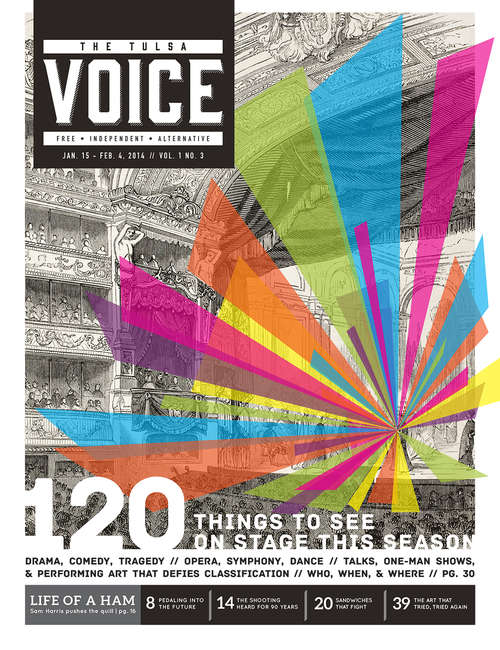 THE TULSA
VOICE
FREE • INDEPENDENT • ALTERNATIVE
JAN. 15 - FEB. 4, 2014 // VOL. 1 NO. 3
120 THINGS TO SEE
ON STAGE THIS SEASON
DRAMA, COMEDY, TRAGEDY // OPERA, SYMPHONY, DANCE // TALKS, ONE-MAN SHOWS,
& PERFORMING ART THAT DEFIES CLASSIFICATION // WHO, WHEN, & WHERE // PG. 30
LIFE OF A HAM
Sam Harris pushes the quill | pg. 16
8 PEDALING INTO
THE FUTURE
14 THE SHOOTING
HEARD FOR 90 YEARS
20 SANDWICHES
THAT FIGHT
39 THE ART THAT
TRIED, TRIED AGAIN